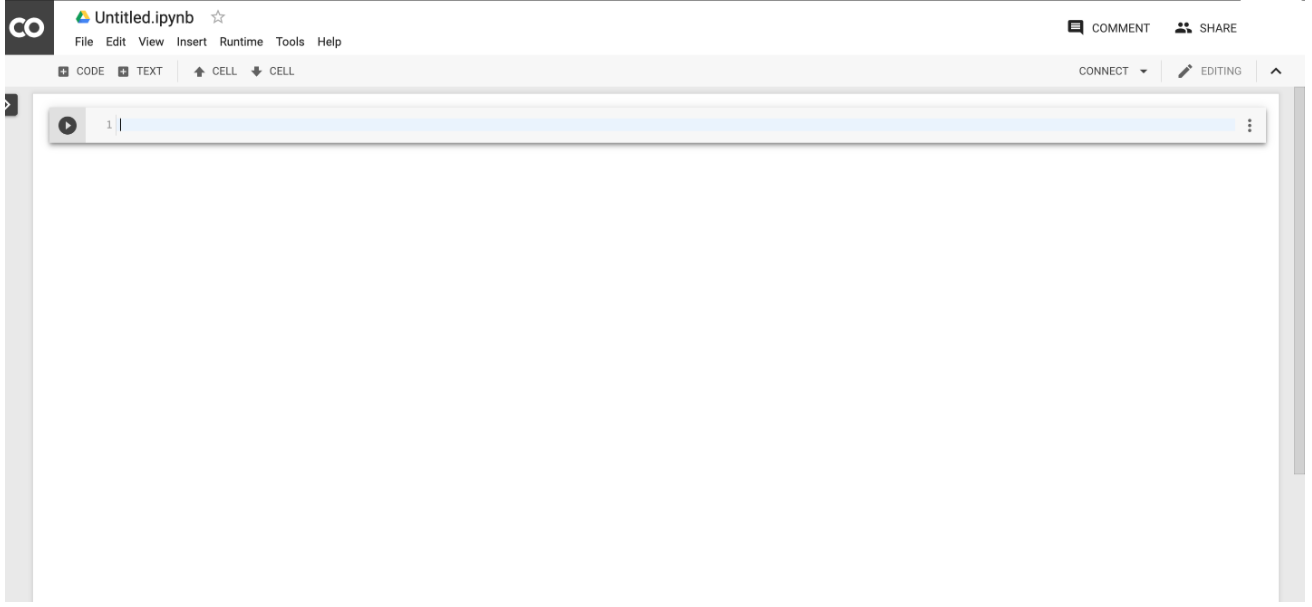 CO Untitled.ipynb
File Edit View Insert Runtime Tools Help
COMMENT SHARE
CODE TEXT CELL CELL
CONNECT EDITING
1